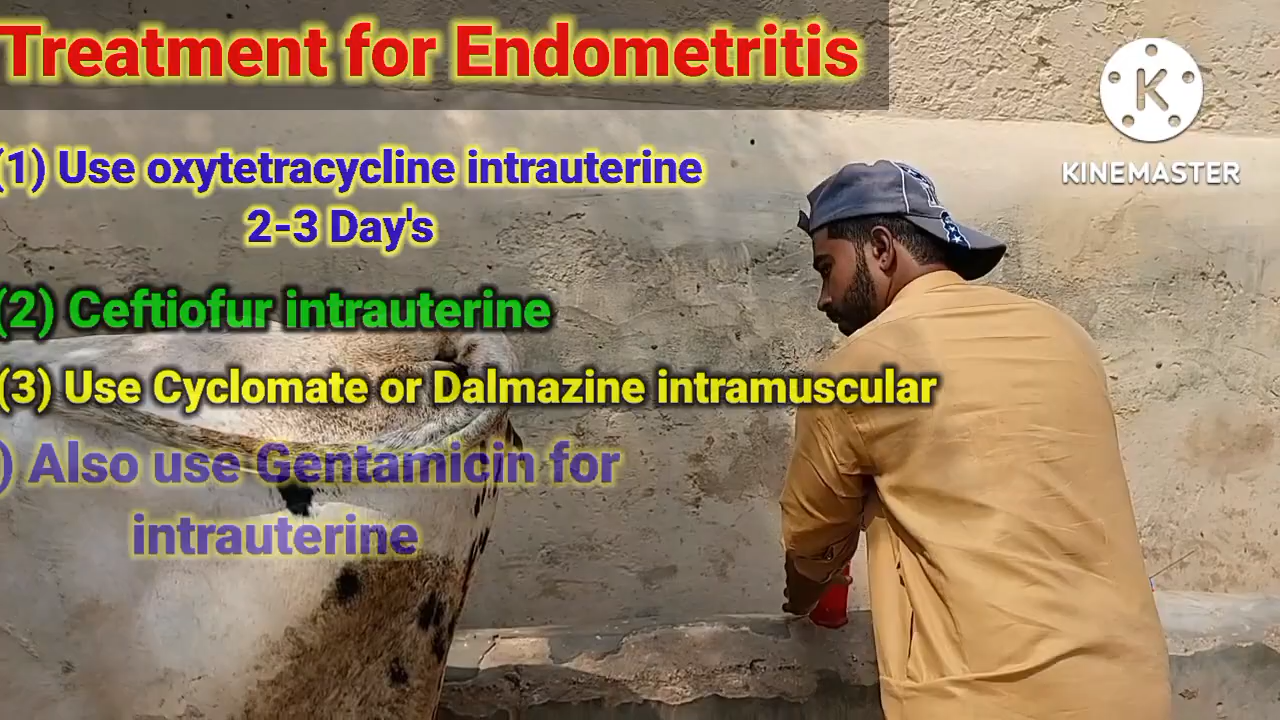 Treatment for Endometritis
(1) Use oxytetracycline intrauterine
2-3 Day's
(2) Ceftiofur intrauterine
(3) Use Cyclomate or Dalmazine intramuscular
) Also use Gentamicin for
intrauterine
K
KINEMASTER